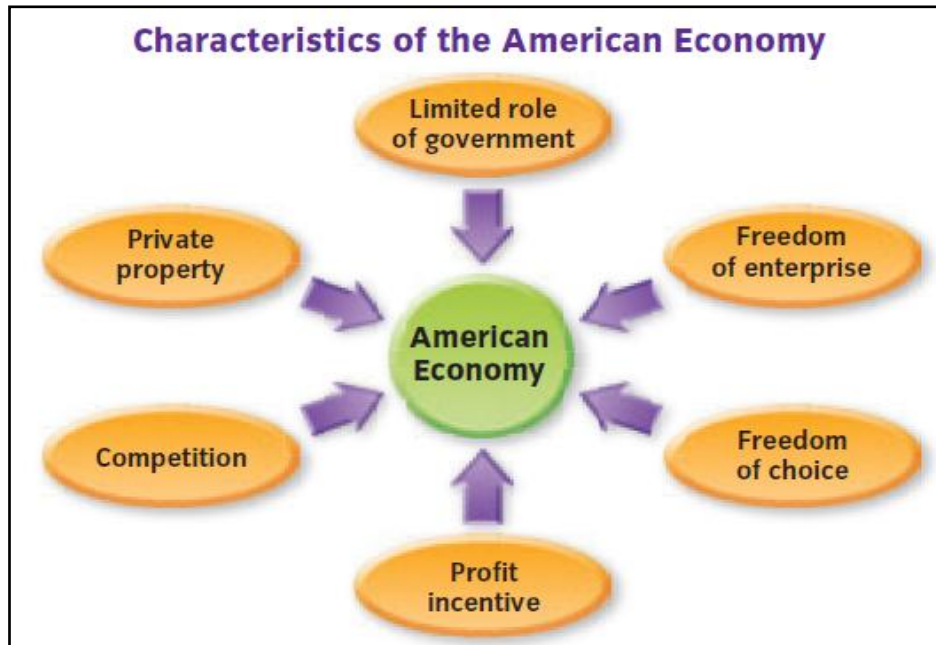 Characteristics of the American Economy
Limited role
of government
Private
property
Freedom
of enterprise
American
Economy
Competition
Freedom
of choice
Profit
incentive